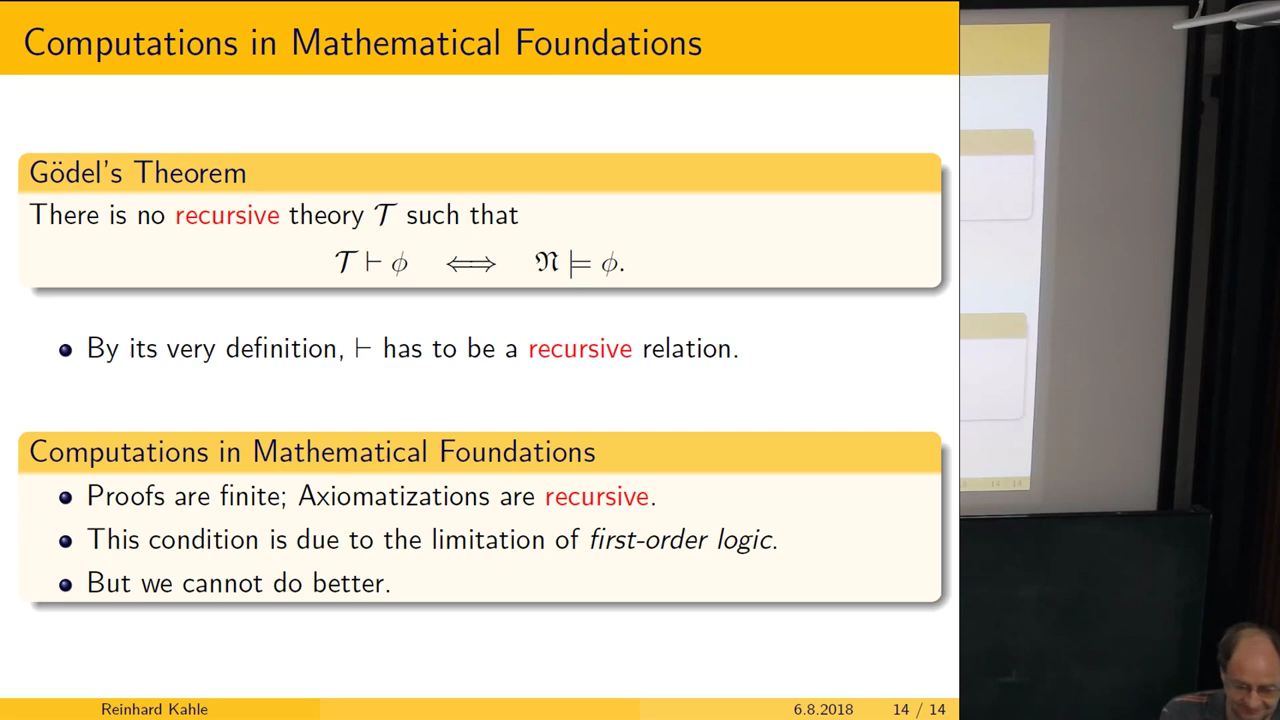 Computations in Mathematical Foundations
Gödel's Theorem
There is no recursive theory 𝒯 such that
𝒯 ⊢ ϕ ⟺ 𝔑 ⊨ ϕ.
By its very definition, ⊢ has to be a recursive relation.
Computations in Mathematical Foundations
Proofs are finite; Axiomatizations are recursive.
This condition is due to the limitation of first-order logic.
But we cannot do better.
Reinhard Kahle 6.8.2018 14 / 14
14 14